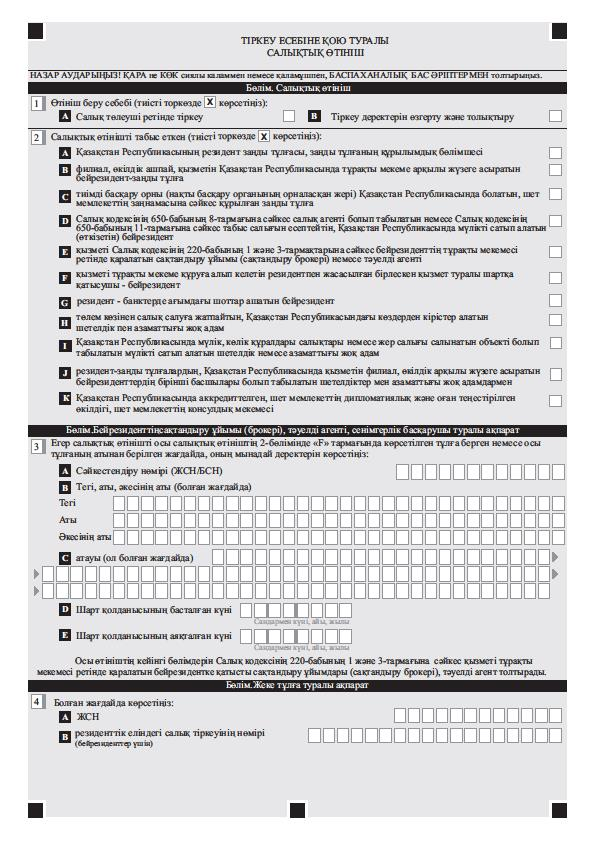 ТІРКЕУ ЕСЕБІНЕ ҚОЮ ТУРАЛЫ
САЛЫҚТЫҚ ӨТІНІШ
НАЗАР АУДАРЫҢЫЗ! ҚАРА не КӨК сиялы каламмен немесе қаламұшпен, БАСПАХАНАЛЫҚ БАС ӘРІПТЕРМЕН толтырыңыз.
Бөлім. Салықтық өтініш
1 Өтініш беру себебі (тиісті торкөзде X көрсетіңіз):
A Салық төлеуші ретінде тіркеу B Тіркеу деректерін өзгерту және толықтыру
2 Салықтық өтінішті табыс еткен (тиісті торкөзде X көрсетіңіз):
A Қазақстан Республикасының резидент заңды тұлғасы, заңды тұлғаның құрылымдық бөлімшесі
B филиал, өкілдік ашпай, қызметін Қазақстан Республикасында тұрақты мекеме арқылы жүзеге асыратын
бейрезидент-заңды тұлға
C тиімді басқару орны (нақты басқару органының орналасқан жері) Қазақстан Республикасында болатын, шет
мемлекеттің заңнамасына сәйкес құрылған заңды тұлға
D Салық кодексінің 650-бабының 8-тармағына сәйкес салық агенті болып табылатын немесе Салық кодексінің
650-бабының 11-тармағына сәйкес табыс салығын есептейтін, Қазақстан Республикасында мүлікті сатып алатын
(өткізетін) бейрезидент
E қызметі Салық кодексінің 220-бабының 1 және 3-тармақтарына сәйкес бейрезиденттің тұрақты мекемесі
ретінде қаралатын сақтандыру ұйымы (сақтандыру брокері) немесе тәуелді агенті
F қызметі тұрақты мекеме құруға алып келетін резидентпен жасасылған бірлескен қызмет туралы шартқа
қатысушы - бейрезидент
G резидент - банктерде ағымдағы шоттар ашатын бейрезидент
H төлем көзінен салық салуға жатпайтын, Қазақстан Республикасындағы көздерден кірістер алатын
шетелдік пен азаматтығы жоқ адам
I Қазақстан Республикасында мүлік, көлік құралдары салықтары немесе жер салығы салынатын объекті болып
табылатын мүлікті сатып алатын шетелдік немесе азаматтығы жоқ адам
J резидент-заңды тұлғалардың, Қазақстан Республикасында қызметін филиал, өкілдік арқылы жүзеге асыратын
бейрезиденттердің бірінші басшылары болып табылатын шетелдіктер мен азаматтығы жоқ адамдармен
K Қазақстан Республикасында аккредиттелген, шет мемлекеттің дипломатиялық және оған теңестірілген
өкілдігі, шет мемлекеттің консулдық мекемесі
Бөлім.Бейрезиденттіңсақтандыру ұйымы (брокері), тәуелді агенті, сенімгерлік басқарушы туралы ақпарат
3 Егер салықтық өтінішті осы салықтық өтініштің 2-бөлімінде «F» тармағында көрсетілген тұлға берген немесе осы
тұлғаның атынан берілген жағдайда, оның мынадай деректерін көрсетіңіз:
A Сәйкестендіру нөмірі (ЖСН/БСН)
B Тегі, аты, әкесінің аты (болған жағдайда)
Тегі
Аты
Әкесінің аты
C атауы (ол болған жағдайда)
D Шарт қолданысының басталған күні
Сандармен күні, айы, жылы
E Шарт қолданысының аяқталған күні
Сандармен күні, айы, жылы
Осы өтініштің кейінгі бөлімдерін Салық кодексінің 220-бабының 1 және 3-тармағына сәйкес қызметі тұрақты
мекемесі ретінде қаралатын бейрезидентке қатысты сақтандыру ұйымдары (сақтандыру брокері), тәуелді агент толтырады.
Бөлім.Жеке тұлға туралы ақпарат
4 Болған жағдайда көрсетіңіз:
A ЖСН
B резиденттік еліндегі салық тіркеуінің нөмірі
(бейрезиденттер үшін)